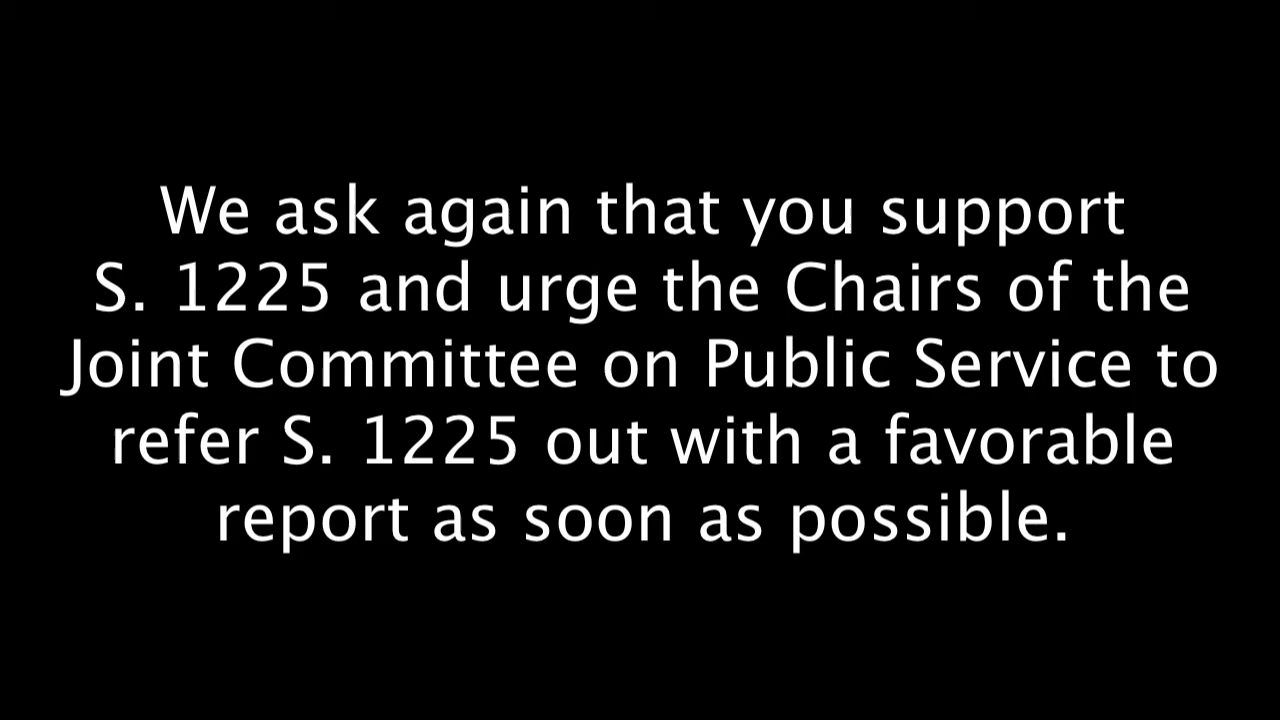 We ask again that you support
S. 1225 and urge the Chairs of the
Joint Committee on Public Service to
refer S. 1225 out with a favorable
report as soon as possible.